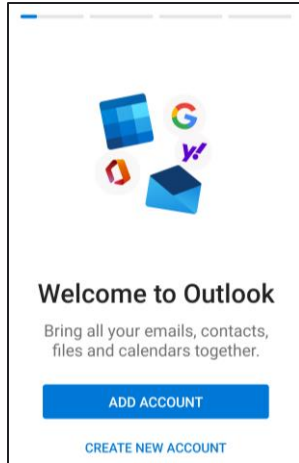 Welcome to Outlook
Bring all your emails, contacts,
files and calendars together.
ADD ACCOUNT
CREATE NEW ACCOUNT